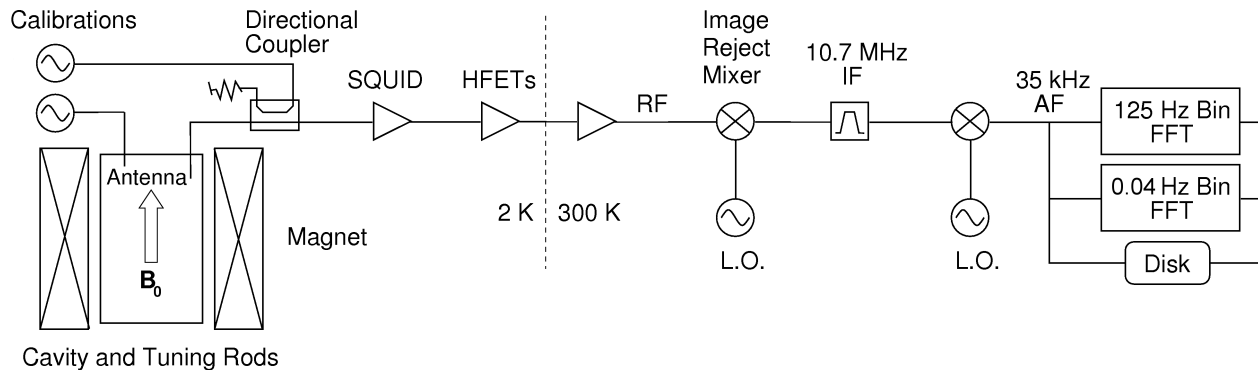 Calibrations
Directional
Coupler
SQUID
HFETs
RF
Image
Reject
Mixer
10.7 MHz
IF
35 kHz
AF
125 Hz Bin
FFT
0.04 Hz Bin
FFT
Disk
Antenna
B0
Magnet
2 K
300 K
L.O.
L.O.
Cavity and Tuning Rods